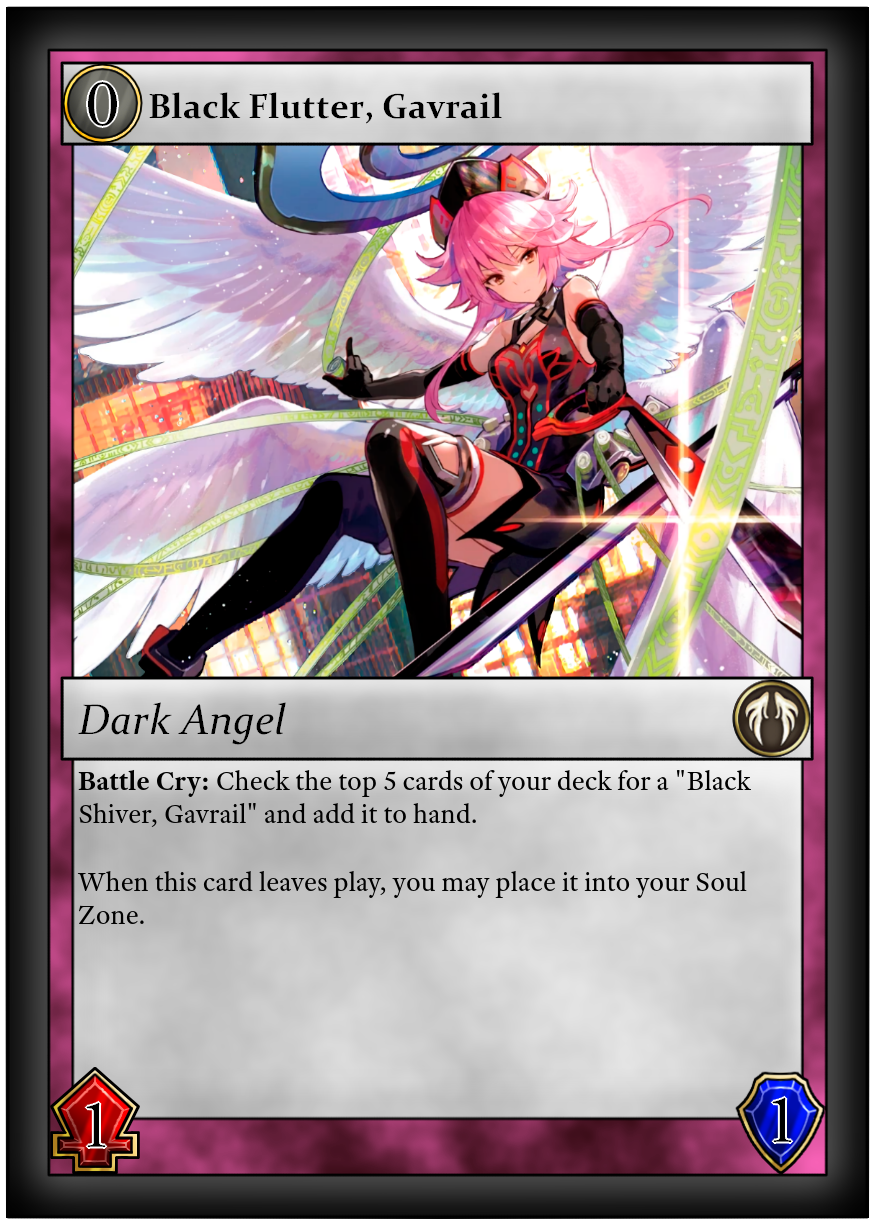 0
Black Flutter, Gavrail
Dark Angel
Battle Cry: Check the top 5 cards of your deck for a "Black
Shiver, Gavrail" and add it to hand.
When this card leaves play, you may place it into your Soul
Zone.
1
1